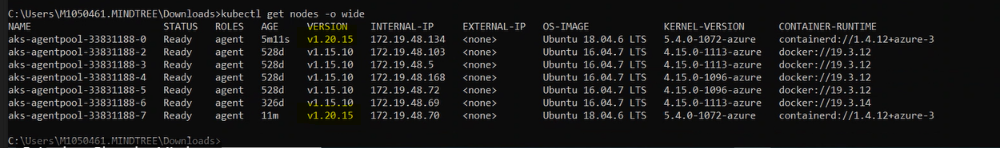 C:\Users\M1050461.MINDTREE\Downloads>kubectl get nodes -o wide
NAME STATUS ROLES AGE VERSION INTERNAL-IP EXTERNAL-IP OS-IMAGE KERNEL-VERSION CONTAINER-RUNTIME
aks-agentpool-33831188-0 Ready agent 5m11s v1.20.15 172.19.48.134 <none> Ubuntu 18.04.6 LTS 5.4.0-1072-azure containerd://1.4.12+azure-3
aks-agentpool-33831188-2 Ready agent 528d v1.15.10 172.19.48.103 <none> Ubuntu 16.04.7 LTS 4.15.0-1113-azure docker://19.3.12
aks-agentpool-33831188-3 Ready agent 528d v1.15.10 172.19.48.5 <none> Ubuntu 16.04.7 LTS 4.15.0-1113-azure docker://19.3.12
aks-agentpool-33831188-4 Ready agent 528d v1.15.10 172.19.48.168 <none> Ubuntu 16.04.7 LTS 4.15.0-1096-azure docker://19.3.12
aks-agentpool-33831188-5 Ready agent 528d v1.15.10 172.19.48.72 <none> Ubuntu 16.04.7 LTS 4.15.0-1096-azure docker://19.3.12
aks-agentpool-33831188-6 Ready agent 326d v1.15.10 172.19.48.69 <none> Ubuntu 16.04.7 LTS 4.15.0-1113-azure docker://19.3.14
aks-agentpool-33831188-7 Ready agent 11m v1.20.15 172.19.48.70 <none> Ubuntu 18.04.6 LTS 5.4.0-1072-azure containerd://1.4.12+azure-3
C:\Users\M1050461.MINDTREE\Downloads>